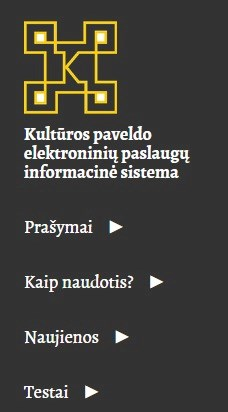 K
Kultūros paveldo
elektroninių paslaugų
informacinė sistema
Prašymai ►
Kaip naudotis? ►
Naujienos ►
Testai ►